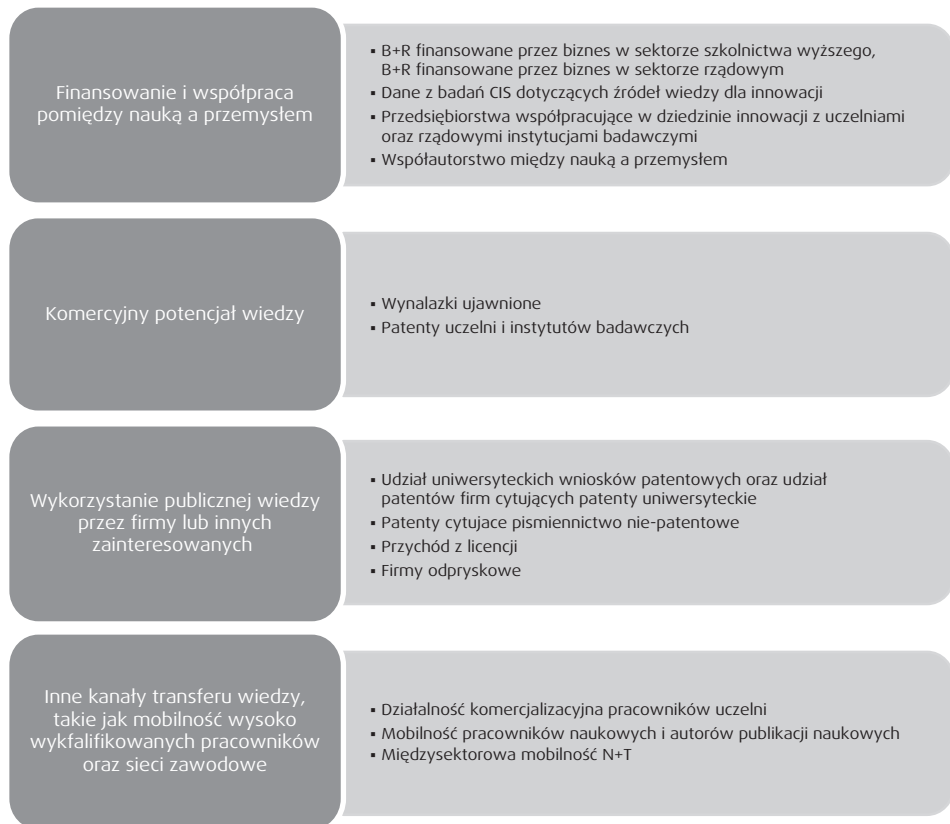 Finansowanie i współpraca
pomiędzy nauką a przemysłem
▪ B+R finansowane przez biznes w sektorze szkolnictwa wyższego,
B+R finansowane przez biznes w sektorze rządowym
▪ Dane z badań CIS dotyczących źródeł wiedzy dla innowacji
▪ Przedsiębiorstwa współpracujące w dziedzinie innowacji z uczelniami
oraz rządowymi instytucjami badawczymi
▪ Współautorstwo między nauką a przemysłem
Komercyjny potencjał wiedzy
▪ Wynalazki ujawnione
▪ Patenty uczelni i instytutów badawczych
Wykorzystanie publicznej wiedzy
przez firmy lub innych
zainteresowanych
▪ Udział uniwersyteckich wniosków patentowych oraz udział
patentów firm cytujących patenty uniwersyteckie
▪ Patenty cytujace pismiennictwo nie-patentowe
▪ Przychód z licencji
▪ Firmy odpryskowe
Inne kanały transferu wiedzy,
takie jak mobilność wysoko
wykfalifikowanych pracowników
oraz sieci zawodowe
▪ Działalność komercjalizacyjna pracowników uczelni
▪ Mobilność pracowników naukowych i autorów publikacji naukowych
▪ Międzysektorowa mobilność N+T